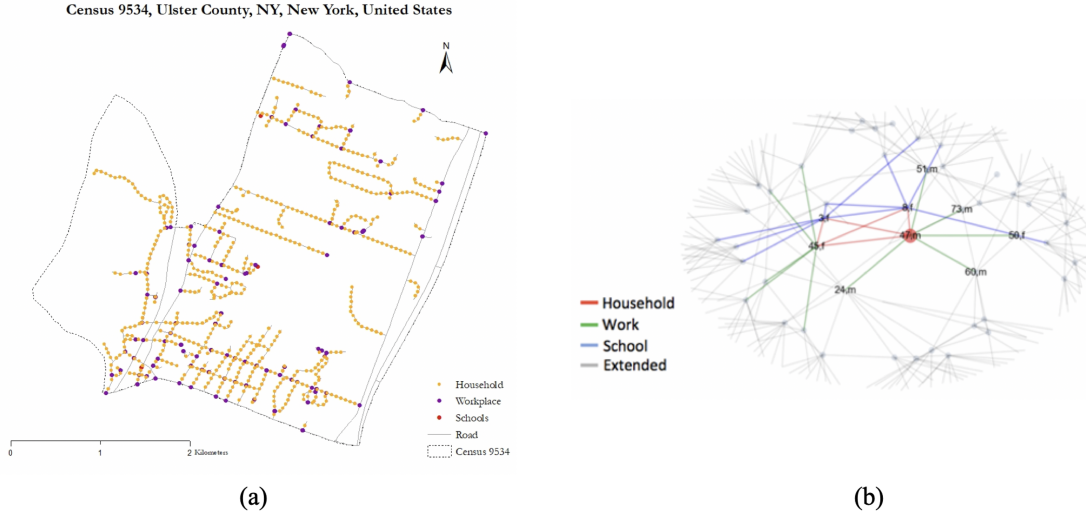 Census 9534, Ulster County, NY, New York, United States
N
Household
Workplace
Schools
Road
Census 9534
0 1 2 Kilometers
(a)
51,m
8,f
73,m
47,m
50,f
45,f
60,m
24,m
Household
Work
School
Extended
(b)